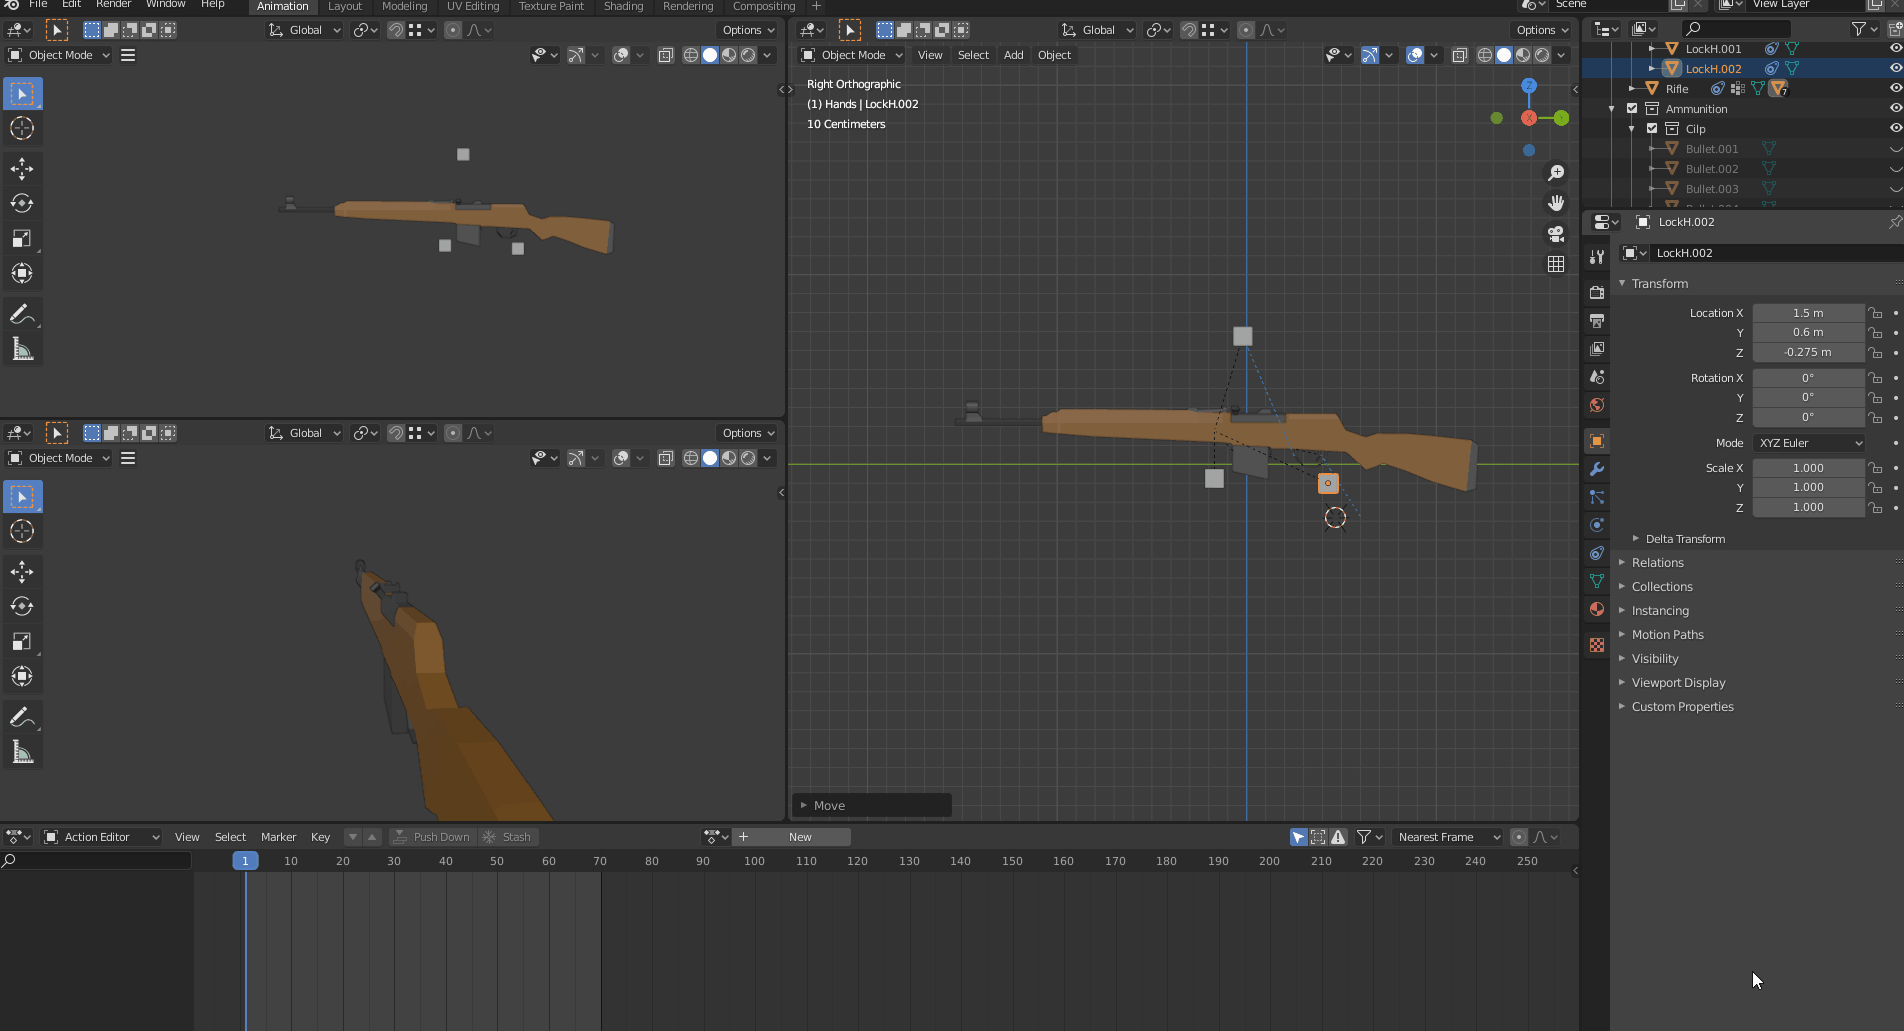 File Edit Render Window Help Animation Layout Modeling UV Editing Texture Paint Shading Rendering Compositing + Scene View Layer
Global Options
Object Mode
Global Options
Object Mode View Select Add Object
Right Orthographic
(1) Hands | LockH.002
10 Centimeters
Z
X
Y
Move
Global Options
Object Mode
LockH.001
LockH.002
Rifle 7
Ammunition
Cilp
Bullet.001
Bullet.002
Bullet.003
LockH.002
LockH.002
Transform
Location X 1.5 m
Y 0.6 m
Z -0.275 m
Rotation X 0°
Y 0°
Z 0°
Mode XYZ Euler
Scale X 1.000
Y 1.000
Z 1.000
Delta Transform
Relations
Collections
Instancing
Motion Paths
Visibility
Viewport Display
Custom Properties
Action Editor View Select Marker Key Push Down Stash + New Nearest Frame
1 10 20 30 40 50 60 70 80 90 100 110 120 130 140 150 160 170 180 190 200 210 220 230 240 250